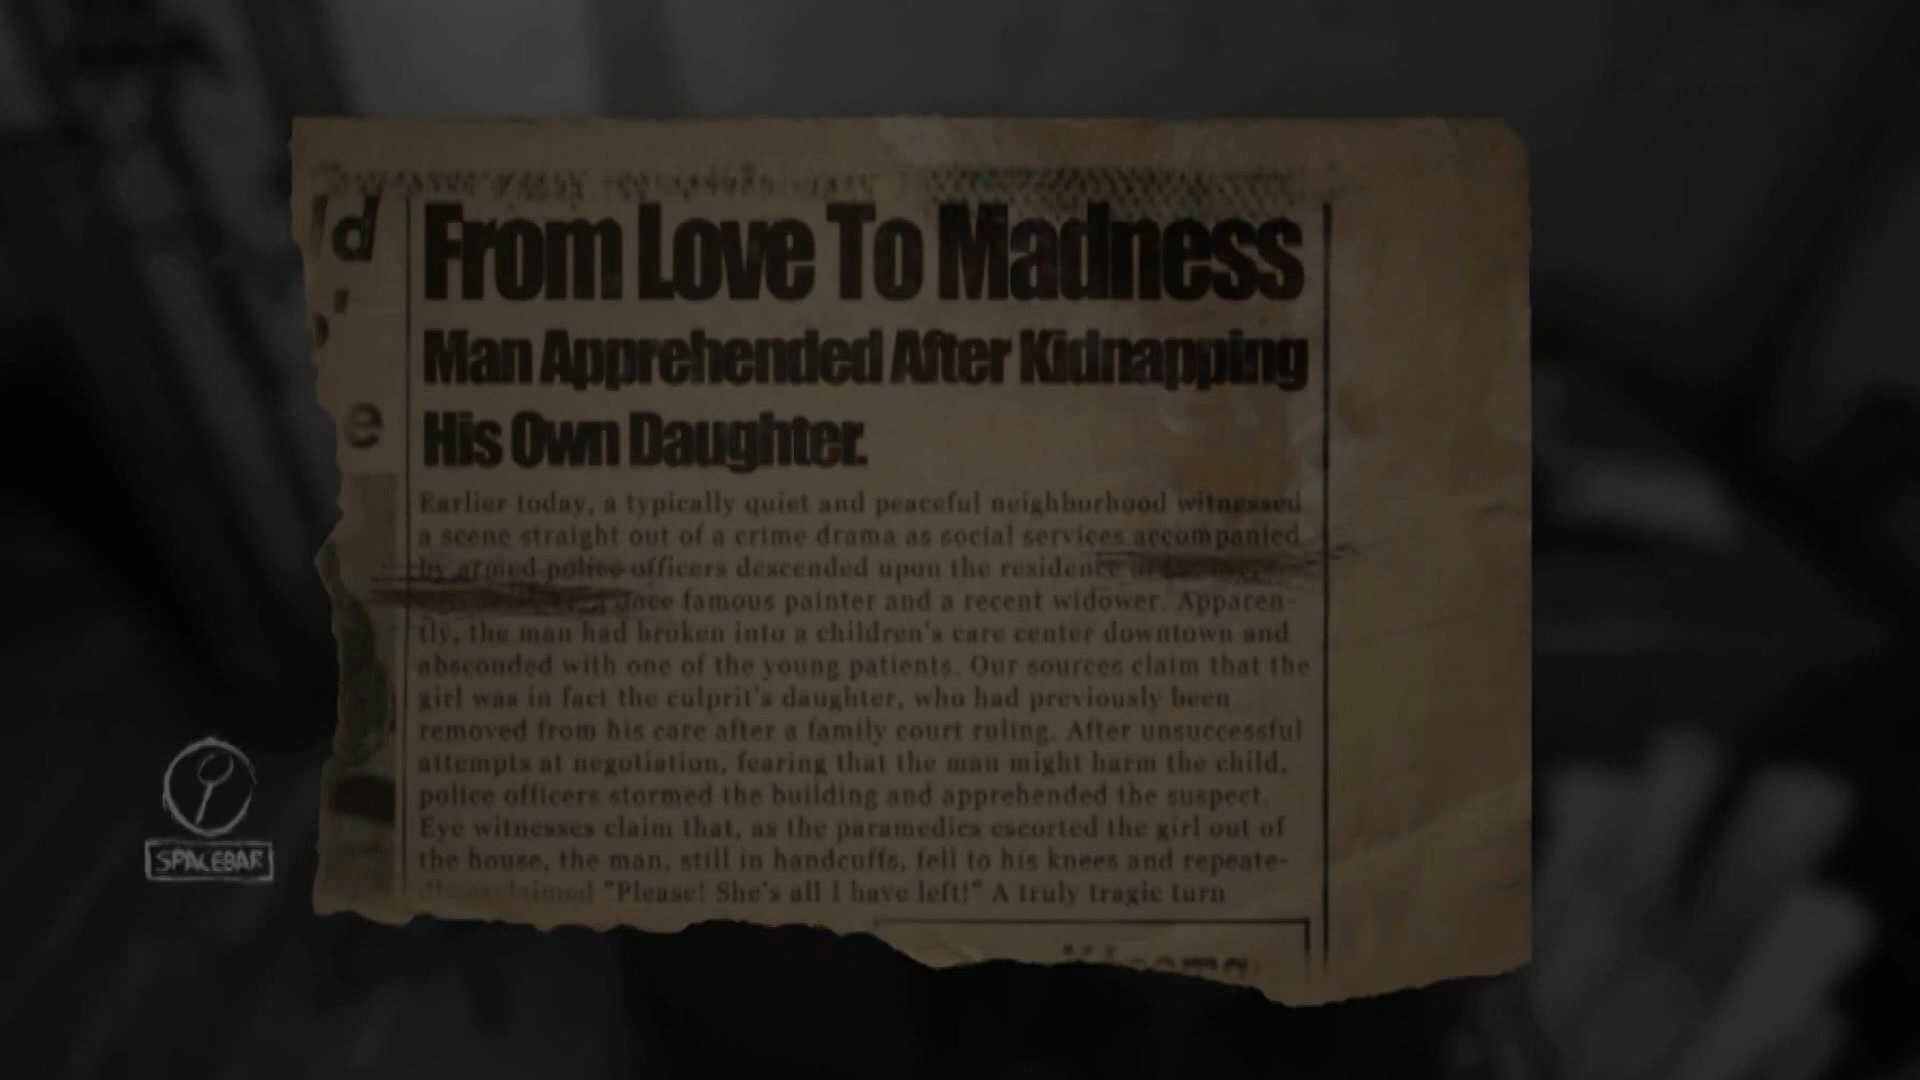 ld
e
From Love To Madness
Man Apprehended After Kidnapping
His Own Daughter.
Earlier today, a typically quiet and peaceful neighborhood witnessed
a scene straight out of a crime drama as social services accompanied
by armed police officers descended upon the residence
a once famous painter and a recent widower. Apparen-
tly, the man had broken into a children's care center downtown and
absconded with one of the young patients. Our sources claim that the
girl was in fact the culprit's daughter, who had previously been
removed from his care after a family court ruling. After unsuccessful
attempts at negotiation, fearing that the man might harm the child,
police officers stormed the building and apprehended the suspect.
Eye witnesses claim that, as the paramedics escorted the girl out of
the house, the man, still in handcuffs, fell to his knees and repeate-
dly exclaimed "Please! She's all I have left!" A truly tragic turn
SPACEBAR